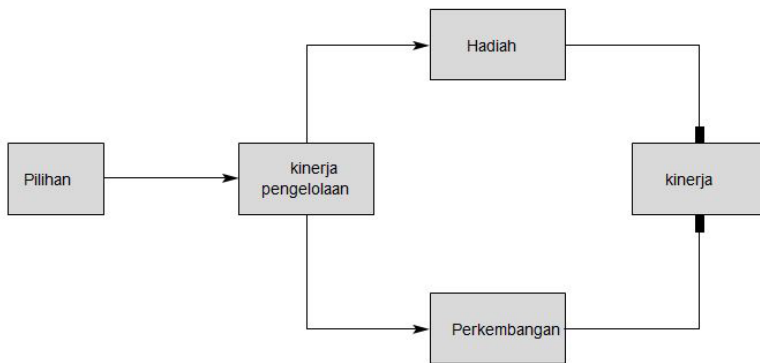 Hadiah
Pilihan
kinerja
pengelolaan
kinerja
Perkembangan